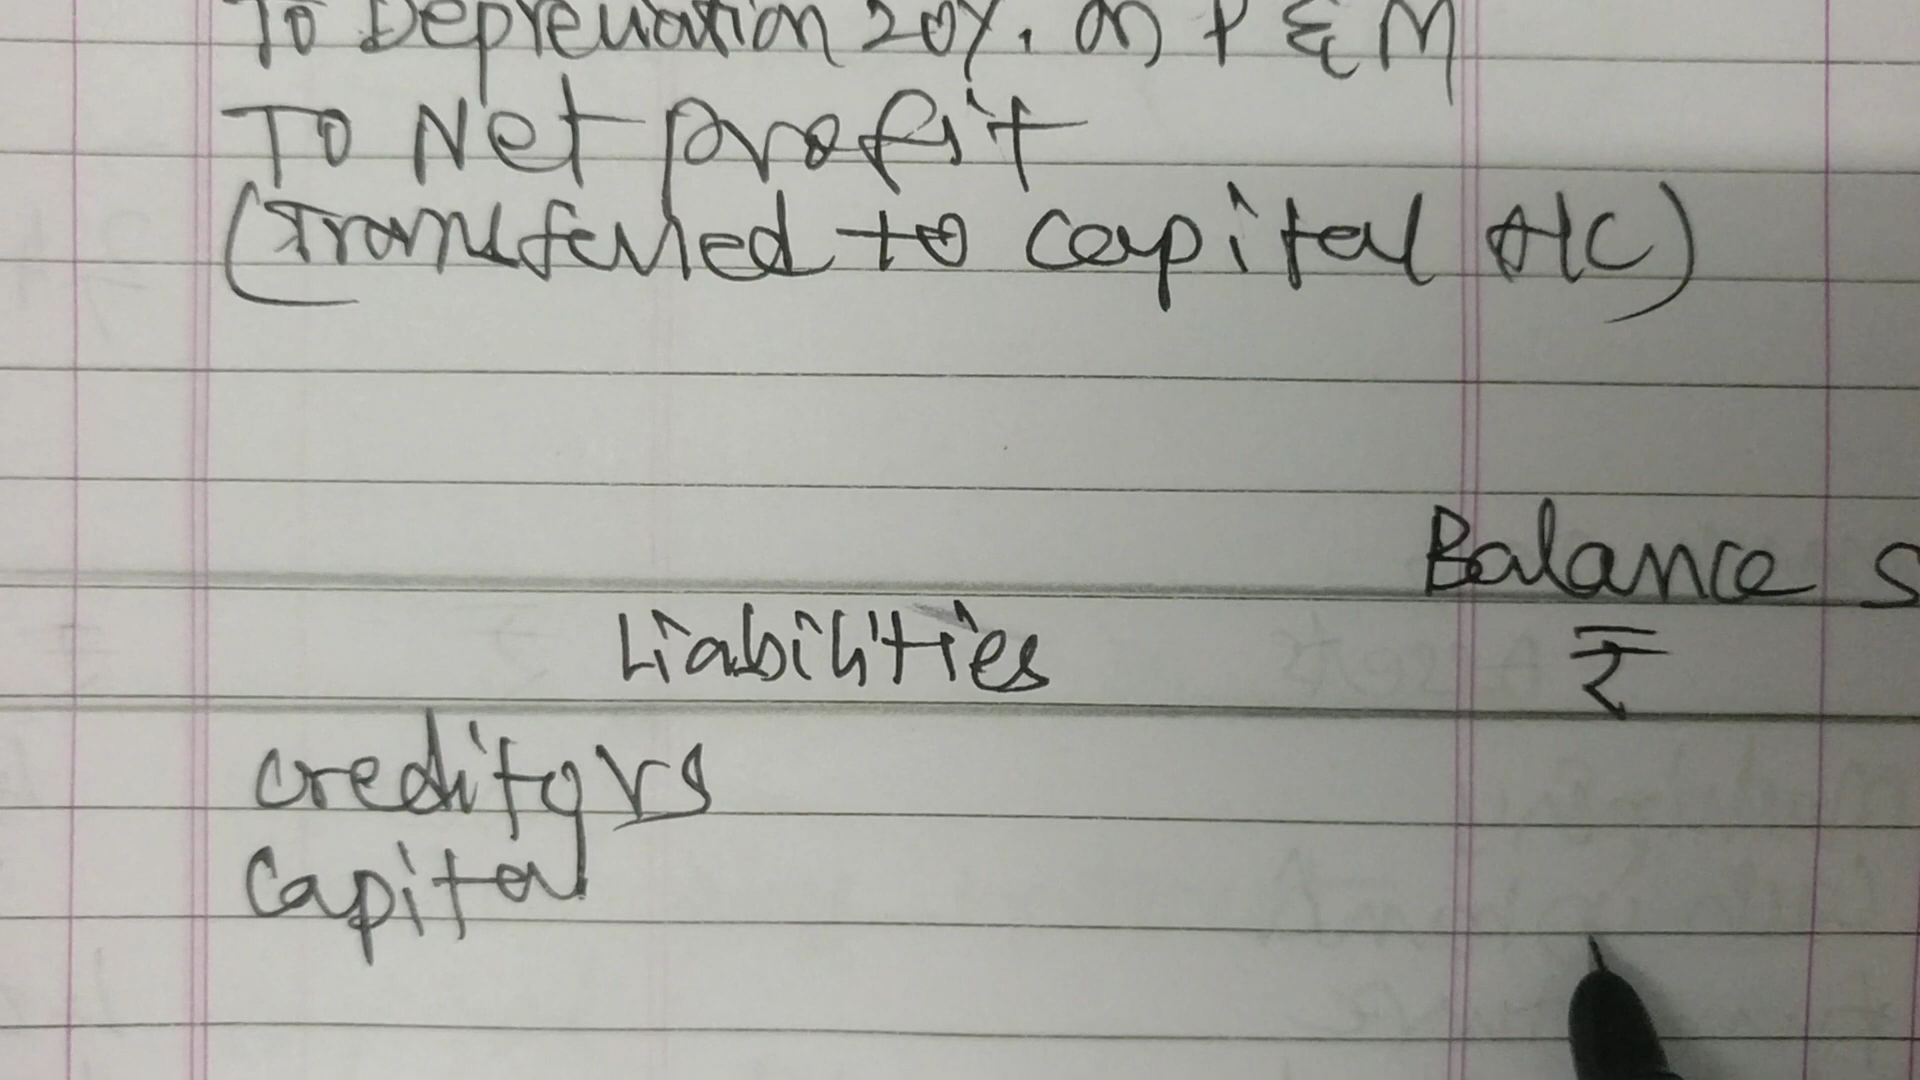 To Depreciation 20%. on P & M
To Net profit
(Transferred to capital A/C)
Balance S
Liabilities ₹
creditors
Capital